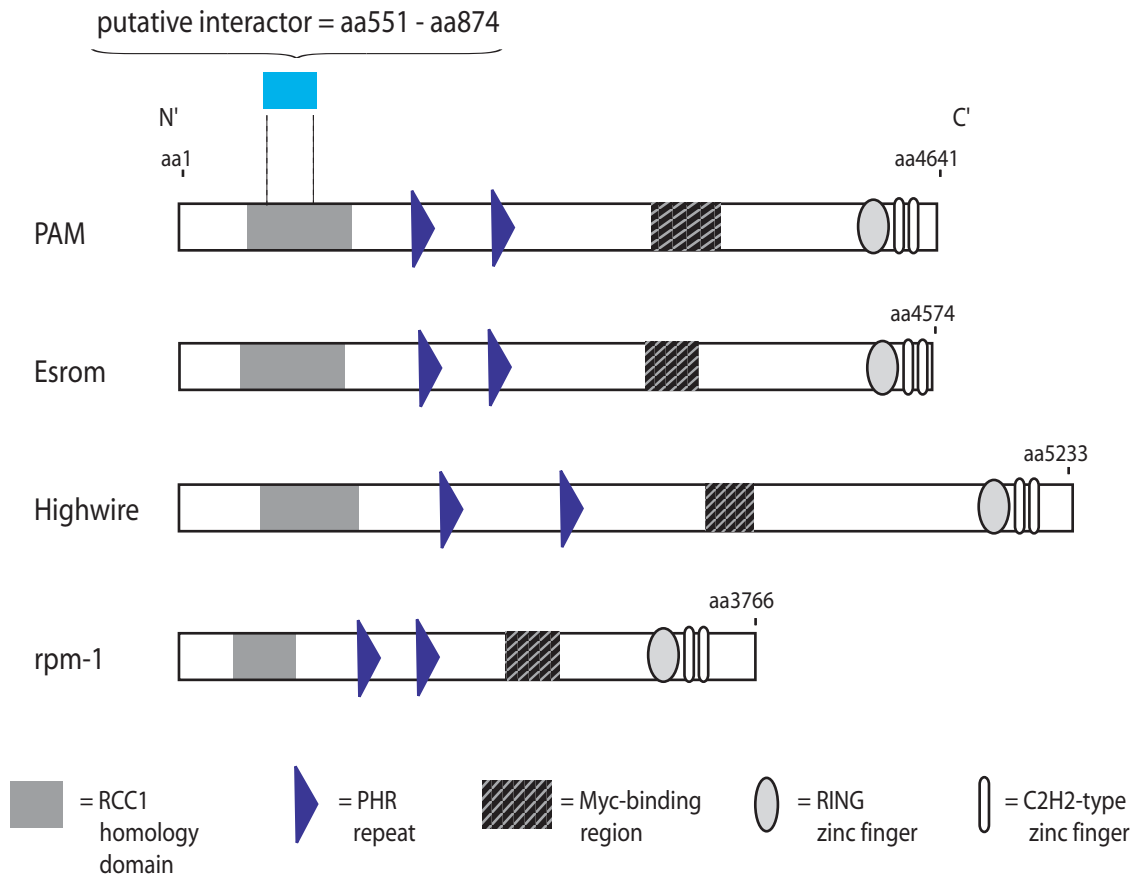 putative interactor = aa551 - aa874
N'
C'
aa1
aa4641
PAM
aa4574
Esrom
aa5233
Highwire
aa3766
rpm-1
= RCC1
homology
domain
= PHR
repeat
= Myc-binding
region
= RING
zinc finger
= C2H2-type
zinc finger